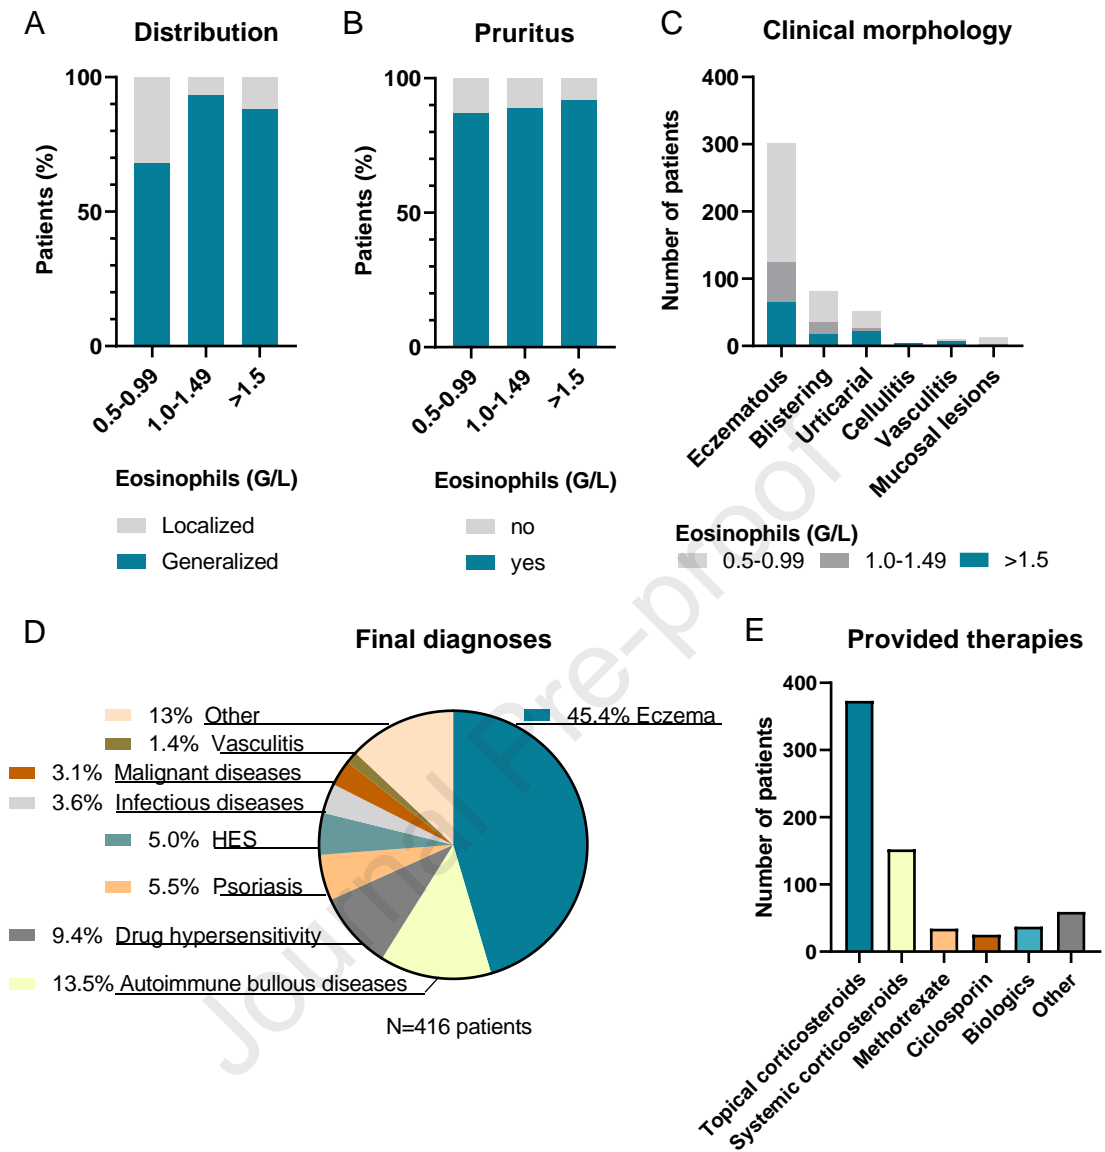 A
Distribution
Patients (%)
100
50
0
0.5-0.99
1.0-1.49
>1.5
Eosinophils (G/L)
Localized
Generalized
B
Pruritus
Patients (%)
100
50
0
0.5-0.99
1.0-1.49
>1.5
Eosinophils (G/L)
no
yes
C
Clinical morphology
Number of patients
400
300
200
100
0
Eczematous
Blistering
Urticarial
Cellulitis
Vasculitis
Mucosal lesions
Eosinophils (G/L)
0.5-0.99 1.0-1.49 >1.5
D
Final diagnoses
13% Other
1.4% Vasculitis
3.1% Malignant diseases
3.6% Infectious diseases
5.0% HES
5.5% Psoriasis
9.4% Drug hypersensitivity
13.5% Autoimmune bullous diseases
45.4% Eczema
N=416 patients
E
Provided therapies
Number of patients
400
300
200
100
0
Topical corticosteroids
Systemic corticosteroids
Methotrexate
Ciclosporin
Biologics
Other
Journal Pre-proof